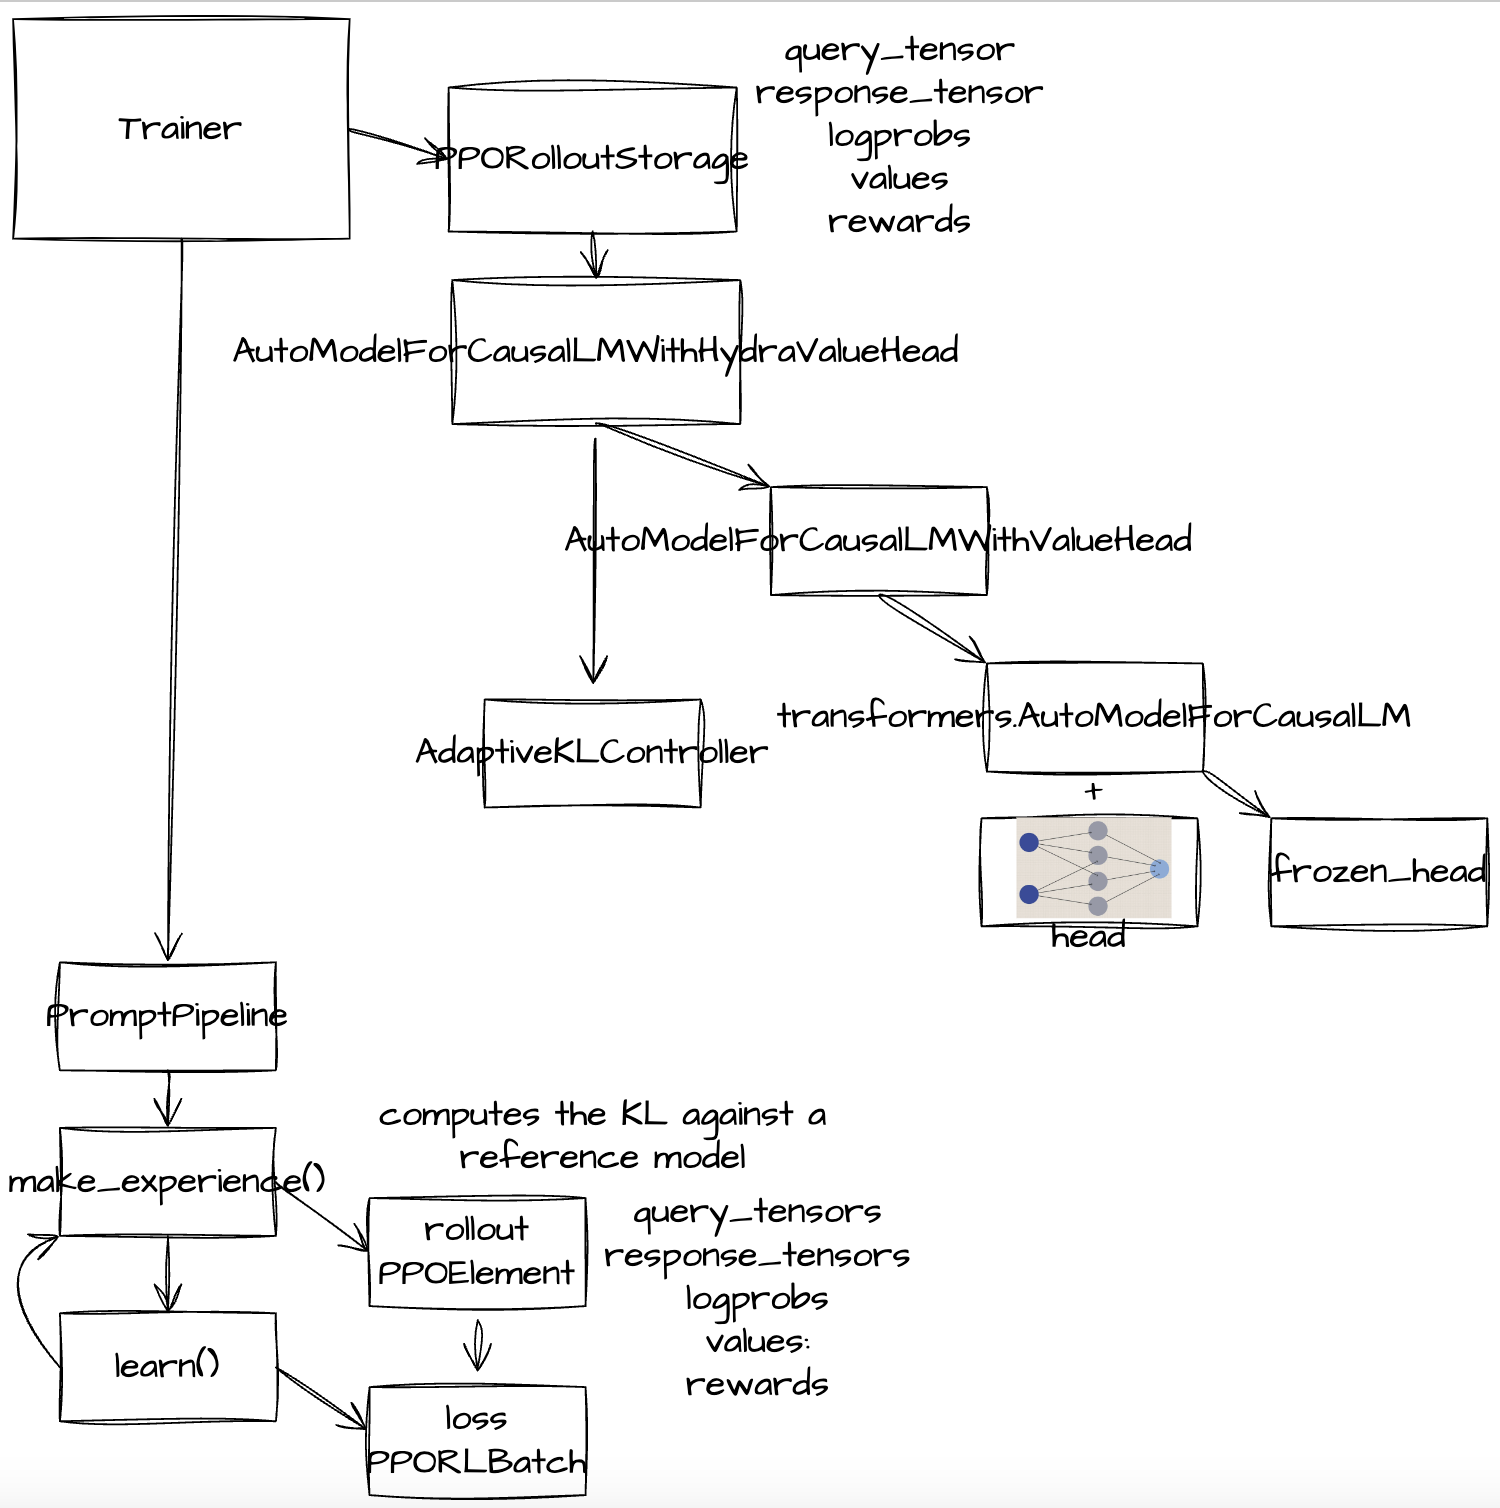 Trainer
PPORolloutStorage
query_tensor
response_tensor
logprobs
values
rewards
AutoModelForCausalLMWithHydraValueHead
AutoModelForCausalLMWithValueHead
transformers.AutoModelForCausalLM
AdaptiveKLController
+
head
frozen_head
PromptPipeline
make_experience()
computes the KL against a
reference model
rollout
PPOElement
query_tensors
response_tensors
logprobs
values:
rewards
learn()
loss
PPORLBatch